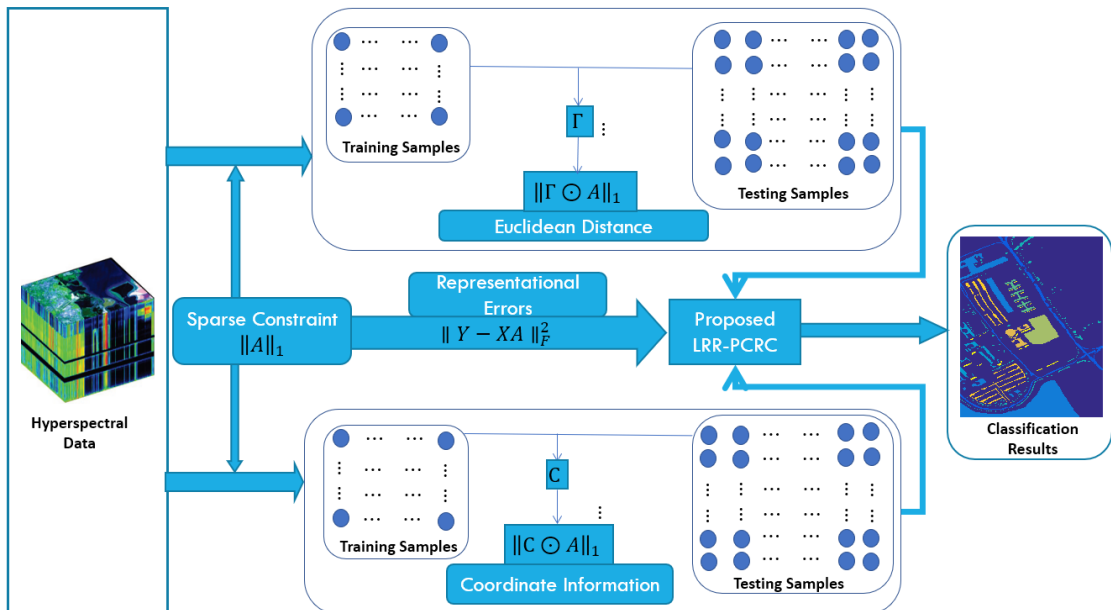 ... ...
... ...
... ...
... ...
Training Samples
Γ
...
‖Γ ⊙ A‖₁
Euclidean Distance
... ...
... ...
... ...
... ...
... ...
... ...
Testing Samples
Hyperspectral
Data
Sparse Constraint
‖A‖₁
Representational
Errors
‖ Y − XA ‖²F
Proposed
LRR-PCRC
Classification
Results
... ...
... ...
... ...
... ...
Training Samples
C
...
‖C ⊙ A‖₁
Coordinate Information
... ...
... ...
... ...
... ...
... ...
... ...
Testing Samples